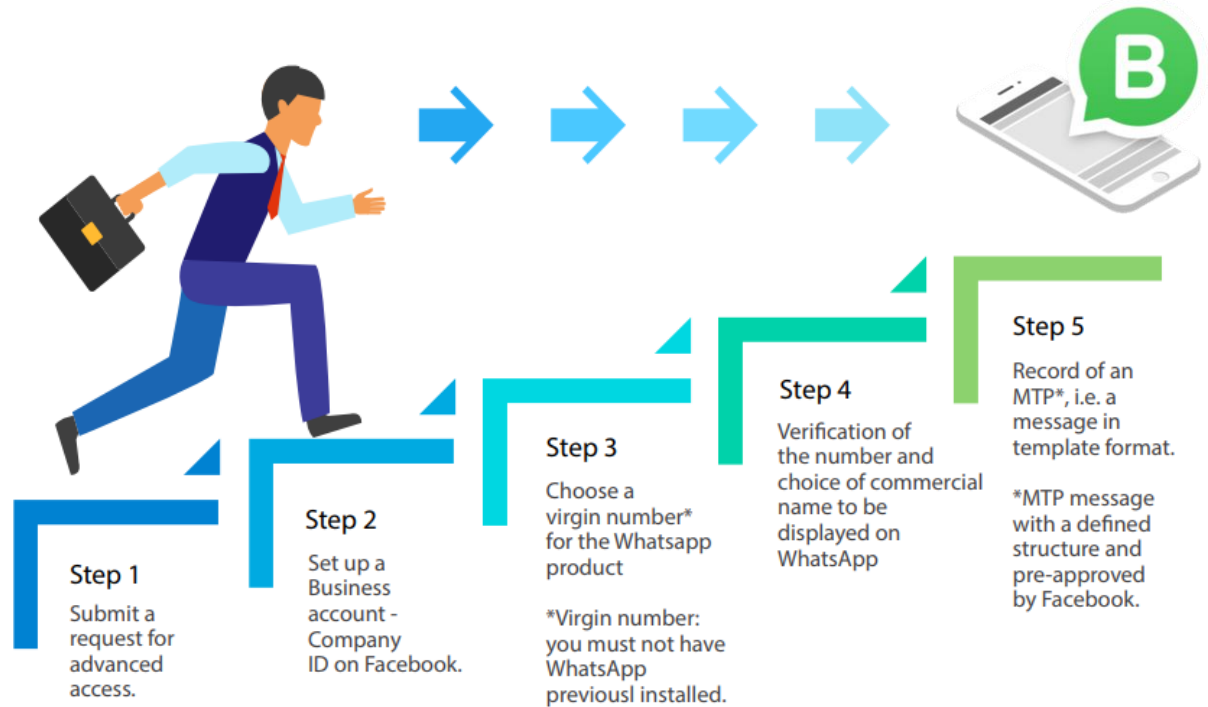 B
Step 1
Submit a
request for
advanced
access.
Step 2
Set up a
Business
account -
Company
ID on Facebook.
Step 3
Choose a
virgin number*
for the Whatsapp
product
*Virgin number:
you must not have
WhatsApp
previousl installed.
Step 4
Verification of
the number and
choice of commercial
name to be
displayed on
WhatsApp
Step 5
Record of an
MTP*, i.e. a
message in
template format.
*MTP message
with a defined
structure and
pre-approved
by Facebook.